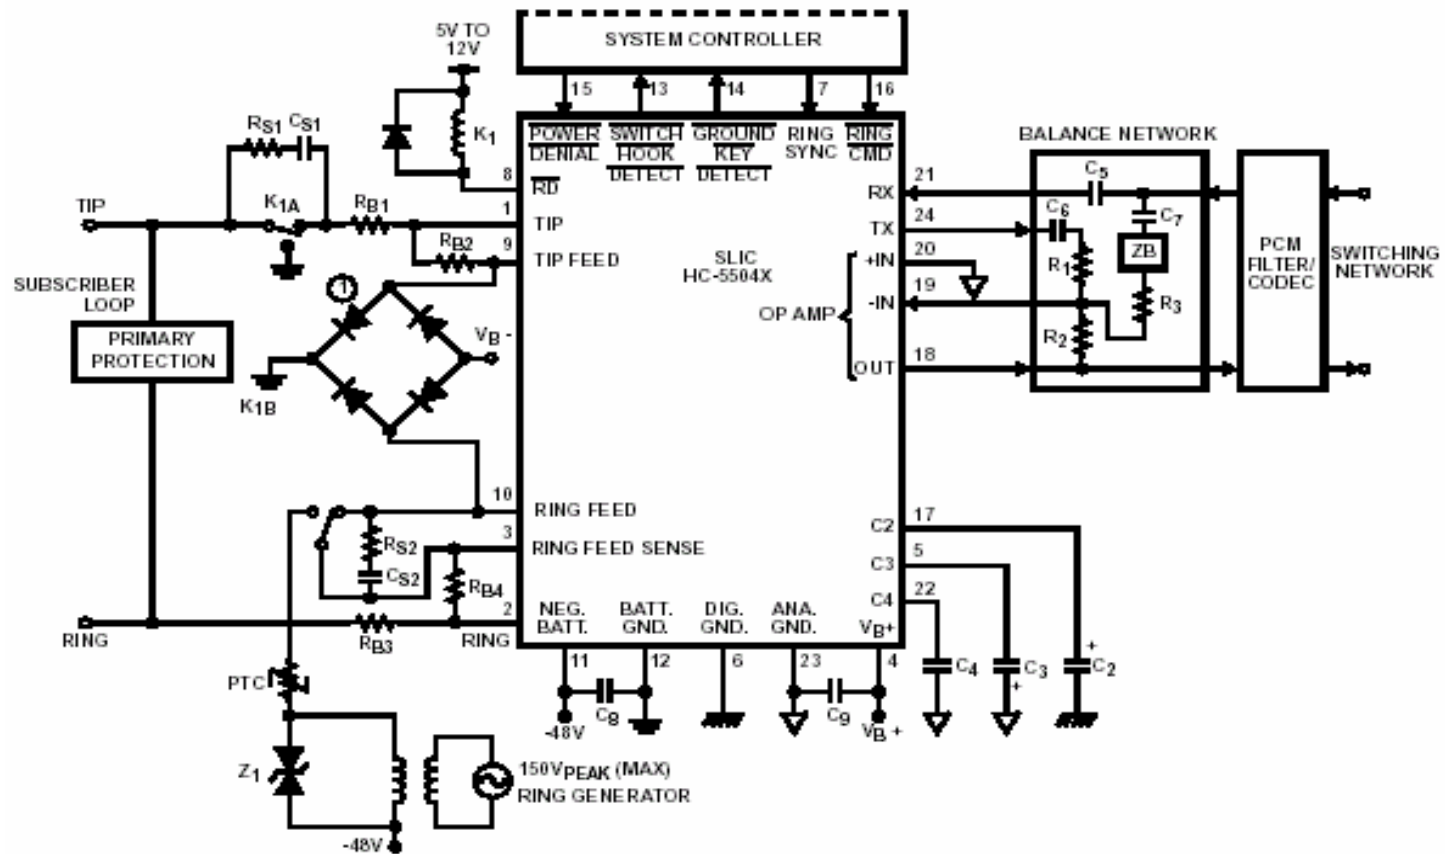 SYSTEM CONTROLLER
5V TO
12V
15
13
14
7
16
K1
RS1
CS1
POWER
DENIAL
SWITCH
HOOK
DETECT
GROUND
KEY
DETECT
RING
SYNC
RING
CMD
BALANCE NETWORK
8
RD
RX
21
C5
TIP
K1A
RB1
1
TIP
TX
24
C6
C7
RB2
9
TIP FEED
SLIC
HC-5504X
+IN
20
R1
ZB
PCM
FILTER/
CODEC
SWITCHING
NETWORK
SUBSCRIBER
LOOP
1
OP AMP
-IN
19
R3
PRIMARY
PROTECTION
VB -
R2
OUT
18
K1B
10
RING FEED
C2
17
3
RING FEED SENSE
RS2
CS2
C3
5
RB4
C4
22
2
NEG.
BATT.
BATT.
GND.
DIG.
GND.
ANA.
GND.
VB+
RING
RB3
RING
11
12
6
23
4
C4
C3
+
C2
+
PTC
C8
C9
-48V
VB +
Z1
150VPEAK (MAX)
RING GENERATOR
-48V